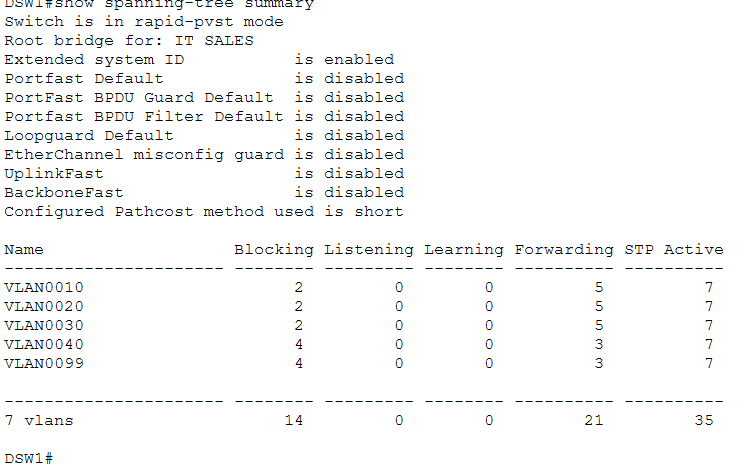 DSW1#show spanning-tree summary
Switch is in rapid-pvst mode
Root bridge for: IT SALES
Extended system ID            is enabled
Portfast Default              is disabled
PortFast BPDU Guard Default  is disabled
Portfast BPDU Filter Default is disabled
Loopguard Default             is disabled
EtherChannel misconfig guard is disabled
UplinkFast                    is disabled
BackboneFast                  is disabled
Configured Pathcost method used is short
Name                   Blocking Listening Learning Forwarding STP Active
---------------------- -------- --------- -------- ---------- ----------
VLAN0010                     2         0        0          5          7
VLAN0020                     2         0        0          5          7
VLAN0030                     2         0        0          5          7
VLAN0040                     4         0        0          3          7
VLAN0099                     4         0        0          3          7
---------------------- -------- --------- -------- ---------- ----------
7 vlans                     14         0        0         21         35
DSW1#